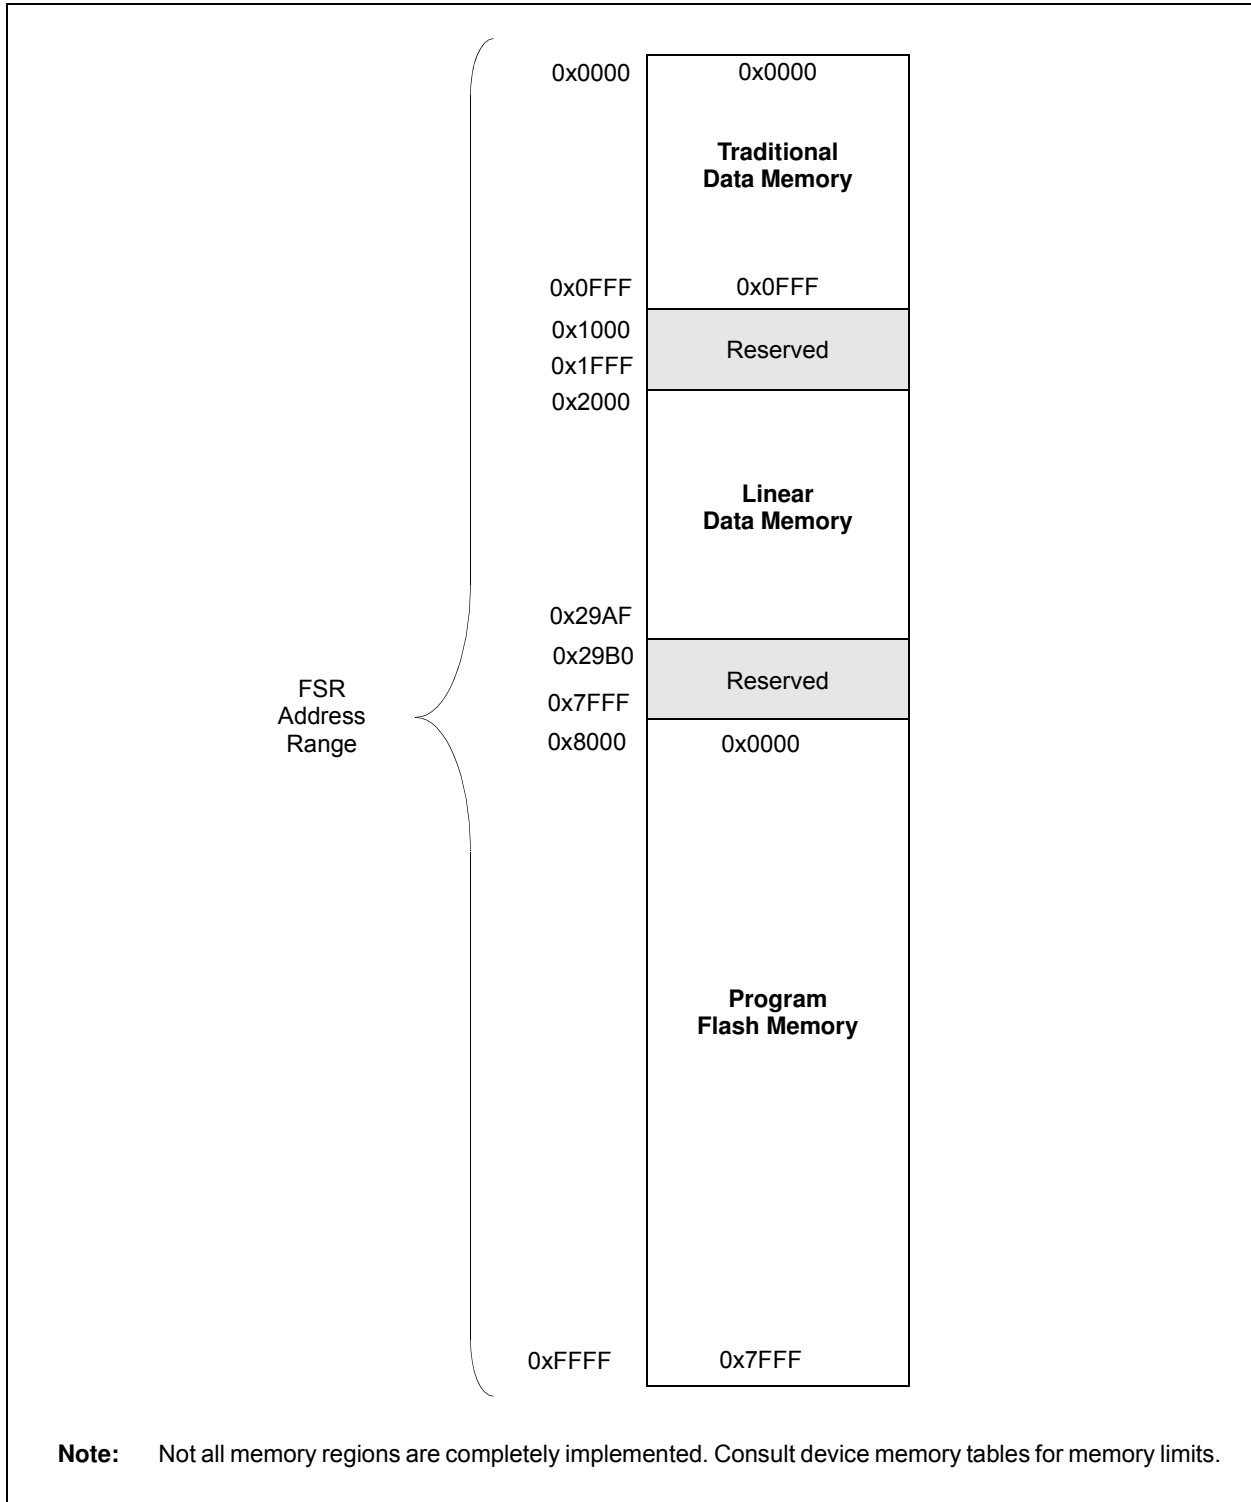 0x0000 0x0000
Traditional
Data Memory
0x0FFF 0x0FFF
0x1000
Reserved
0x1FFF
0x2000
Linear
Data Memory
0x29AF
0x29B0
Reserved
0x7FFF
FSR
Address
Range
0x8000 0x0000
Program
Flash Memory
0xFFFF 0x7FFF
Note: Not all memory regions are completely implemented. Consult device memory tables for memory limits.